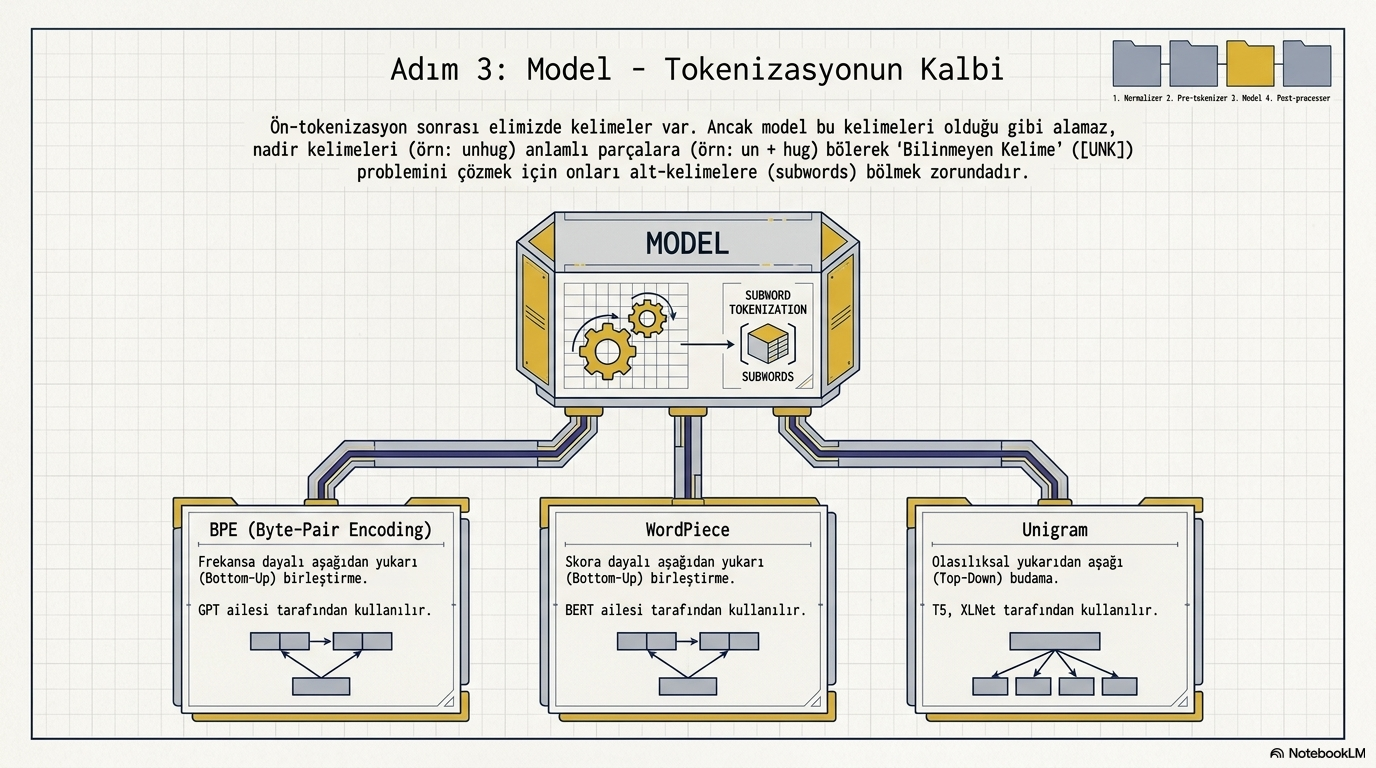 Adım 3: Model - Tokenizasyonun Kalbi
1. Normalizer 2. Pre-tskenizer 3. Model 4. Post-processer
Ön-tokenizasyon sonrası elimizde kelimeler var. Ancak model bu kelimeleri olduğu gibi alamaz,
nadir kelimeleri (örn: unhug) anlamlı parçalara (örn: un + hug) bölerek ‘Bilinmeyen Kelime’ ([UNK])
problemini çözmek için onları alt-kelimelere (subwords) bölmek zorundadır.
MODEL
SUBWORD
TOKENIZATION
SUBWORDS
BPE (Byte-Pair Encoding)
Frekansa dayalı aşağıdan yukarı
(Bottom-Up) birleştirme.
GPT ailesi tarafından kullanılır.
WordPiece
Skora dayalı aşağıdan yukarı
(Bottom-Up) birleştirme.
BERT ailesi tarafından kullanılır.
Unigram
Olasılıksal yukarıdan aşağı
(Top-Down) budama.
T5, XLNet tarafından kullanılır.
NotebookLM